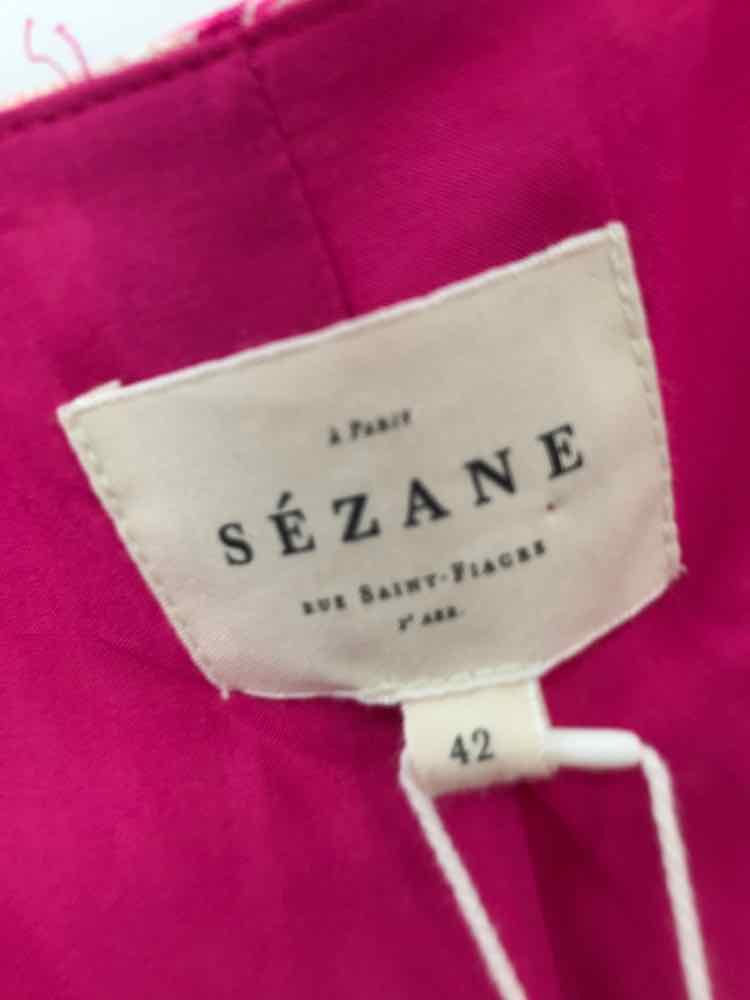 à Paris
SÉZANE
RUE SAINT-FIACRE
2e ARR.
42